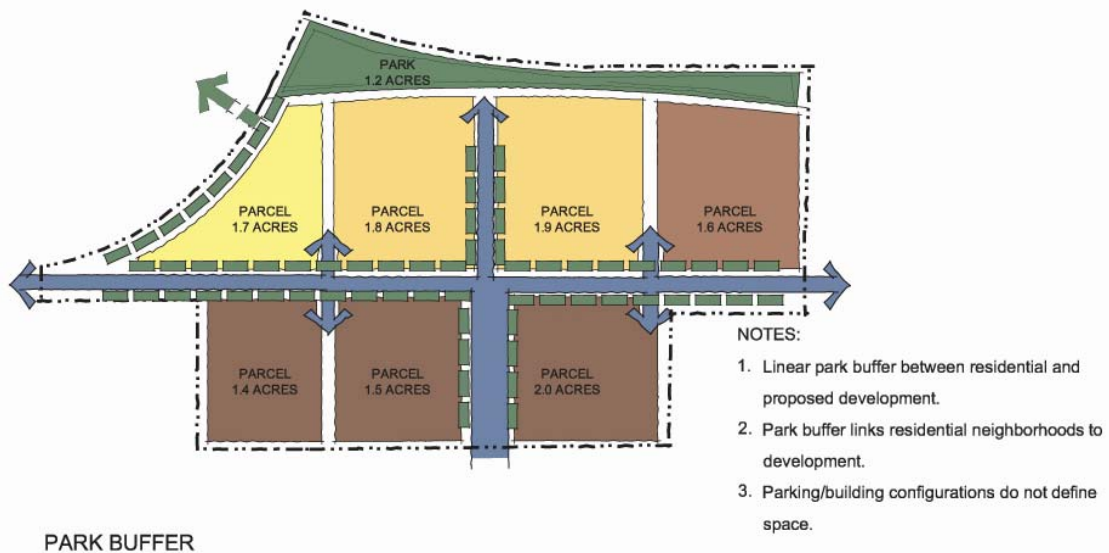 PARK
1.2 ACRES
PARCEL
1.7 ACRES
PARCEL
1.8 ACRES
PARCEL
1.9 ACRES
PARCEL
1.6 ACRES
PARCEL
1.4 ACRES
PARCEL
1.5 ACRES
PARCEL
2.0 ACRES
NOTES:
1. Linear park buffer between residential and
proposed development.
2. Park buffer links residential neighborhoods to
development.
3. Parking/building configurations do not define
space.
PARK BUFFER